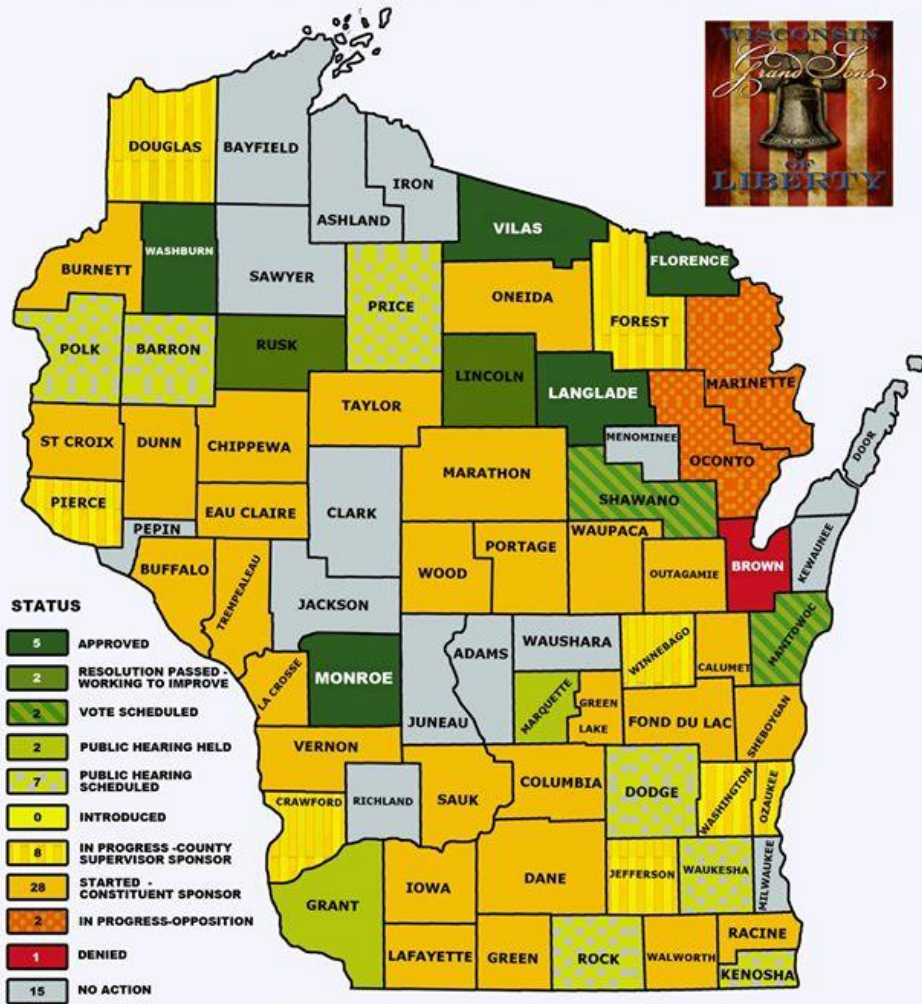 WISCONSIN
Grand Sons
OF
LIBERTY
DOUGLAS
BAYFIELD
IRON
ASHLAND
VILAS
FLORENCE
WASHBURN
BURNETT
SAWYER
PRICE
ONEIDA
FOREST
POLK
BARRON
RUSK
LINCOLN
LANGLADE
MARINETTE
TAYLOR
ST CROIX
DUNN
CHIPPEWA
MENOMINEE
DOOR
OCONTO
MARATHON
PIERCE
EAU CLAIRE
CLARK
SHAWANO
PEPIN
WAUPACA
PORTAGE
BUFFALO
WOOD
OUTAGAMIE
BROWN
KEWAUNEE
TREMPEALEAU
JACKSON
ADAMS
WAUSHARA
WINNEBAGO
CALUMET
MANITOWOC
LA CROSSE
MONROE
JUNEAU
MARQUETTE
GREEN
LAKE
FOND DU LAC
SHEBOYGAN
VERNON
COLUMBIA
DODGE
WASHINGTON
OZAUKEE
CRAWFORD
RICHLAND
SAUK
IOWA
DANE
JEFFERSON
WAUKESHA
MILWAUKEE
GRANT
LAFAYETTE
GREEN
ROCK
WALWORTH
RACINE
KENOSHA
STATUS
5 APPROVED
2 RESOLUTION PASSED -
WORKING TO IMPROVE
2 VOTE SCHEDULED
2 PUBLIC HEARING HELD
7 PUBLIC HEARING
SCHEDULED
0 INTRODUCED
8 IN PROGRESS -COUNTY
SUPERVISOR SPONSOR
28 STARTED -
CONSTITUENT SPONSOR
2 IN PROGRESS-OPPOSITION
1 DENIED
15 NO ACTION